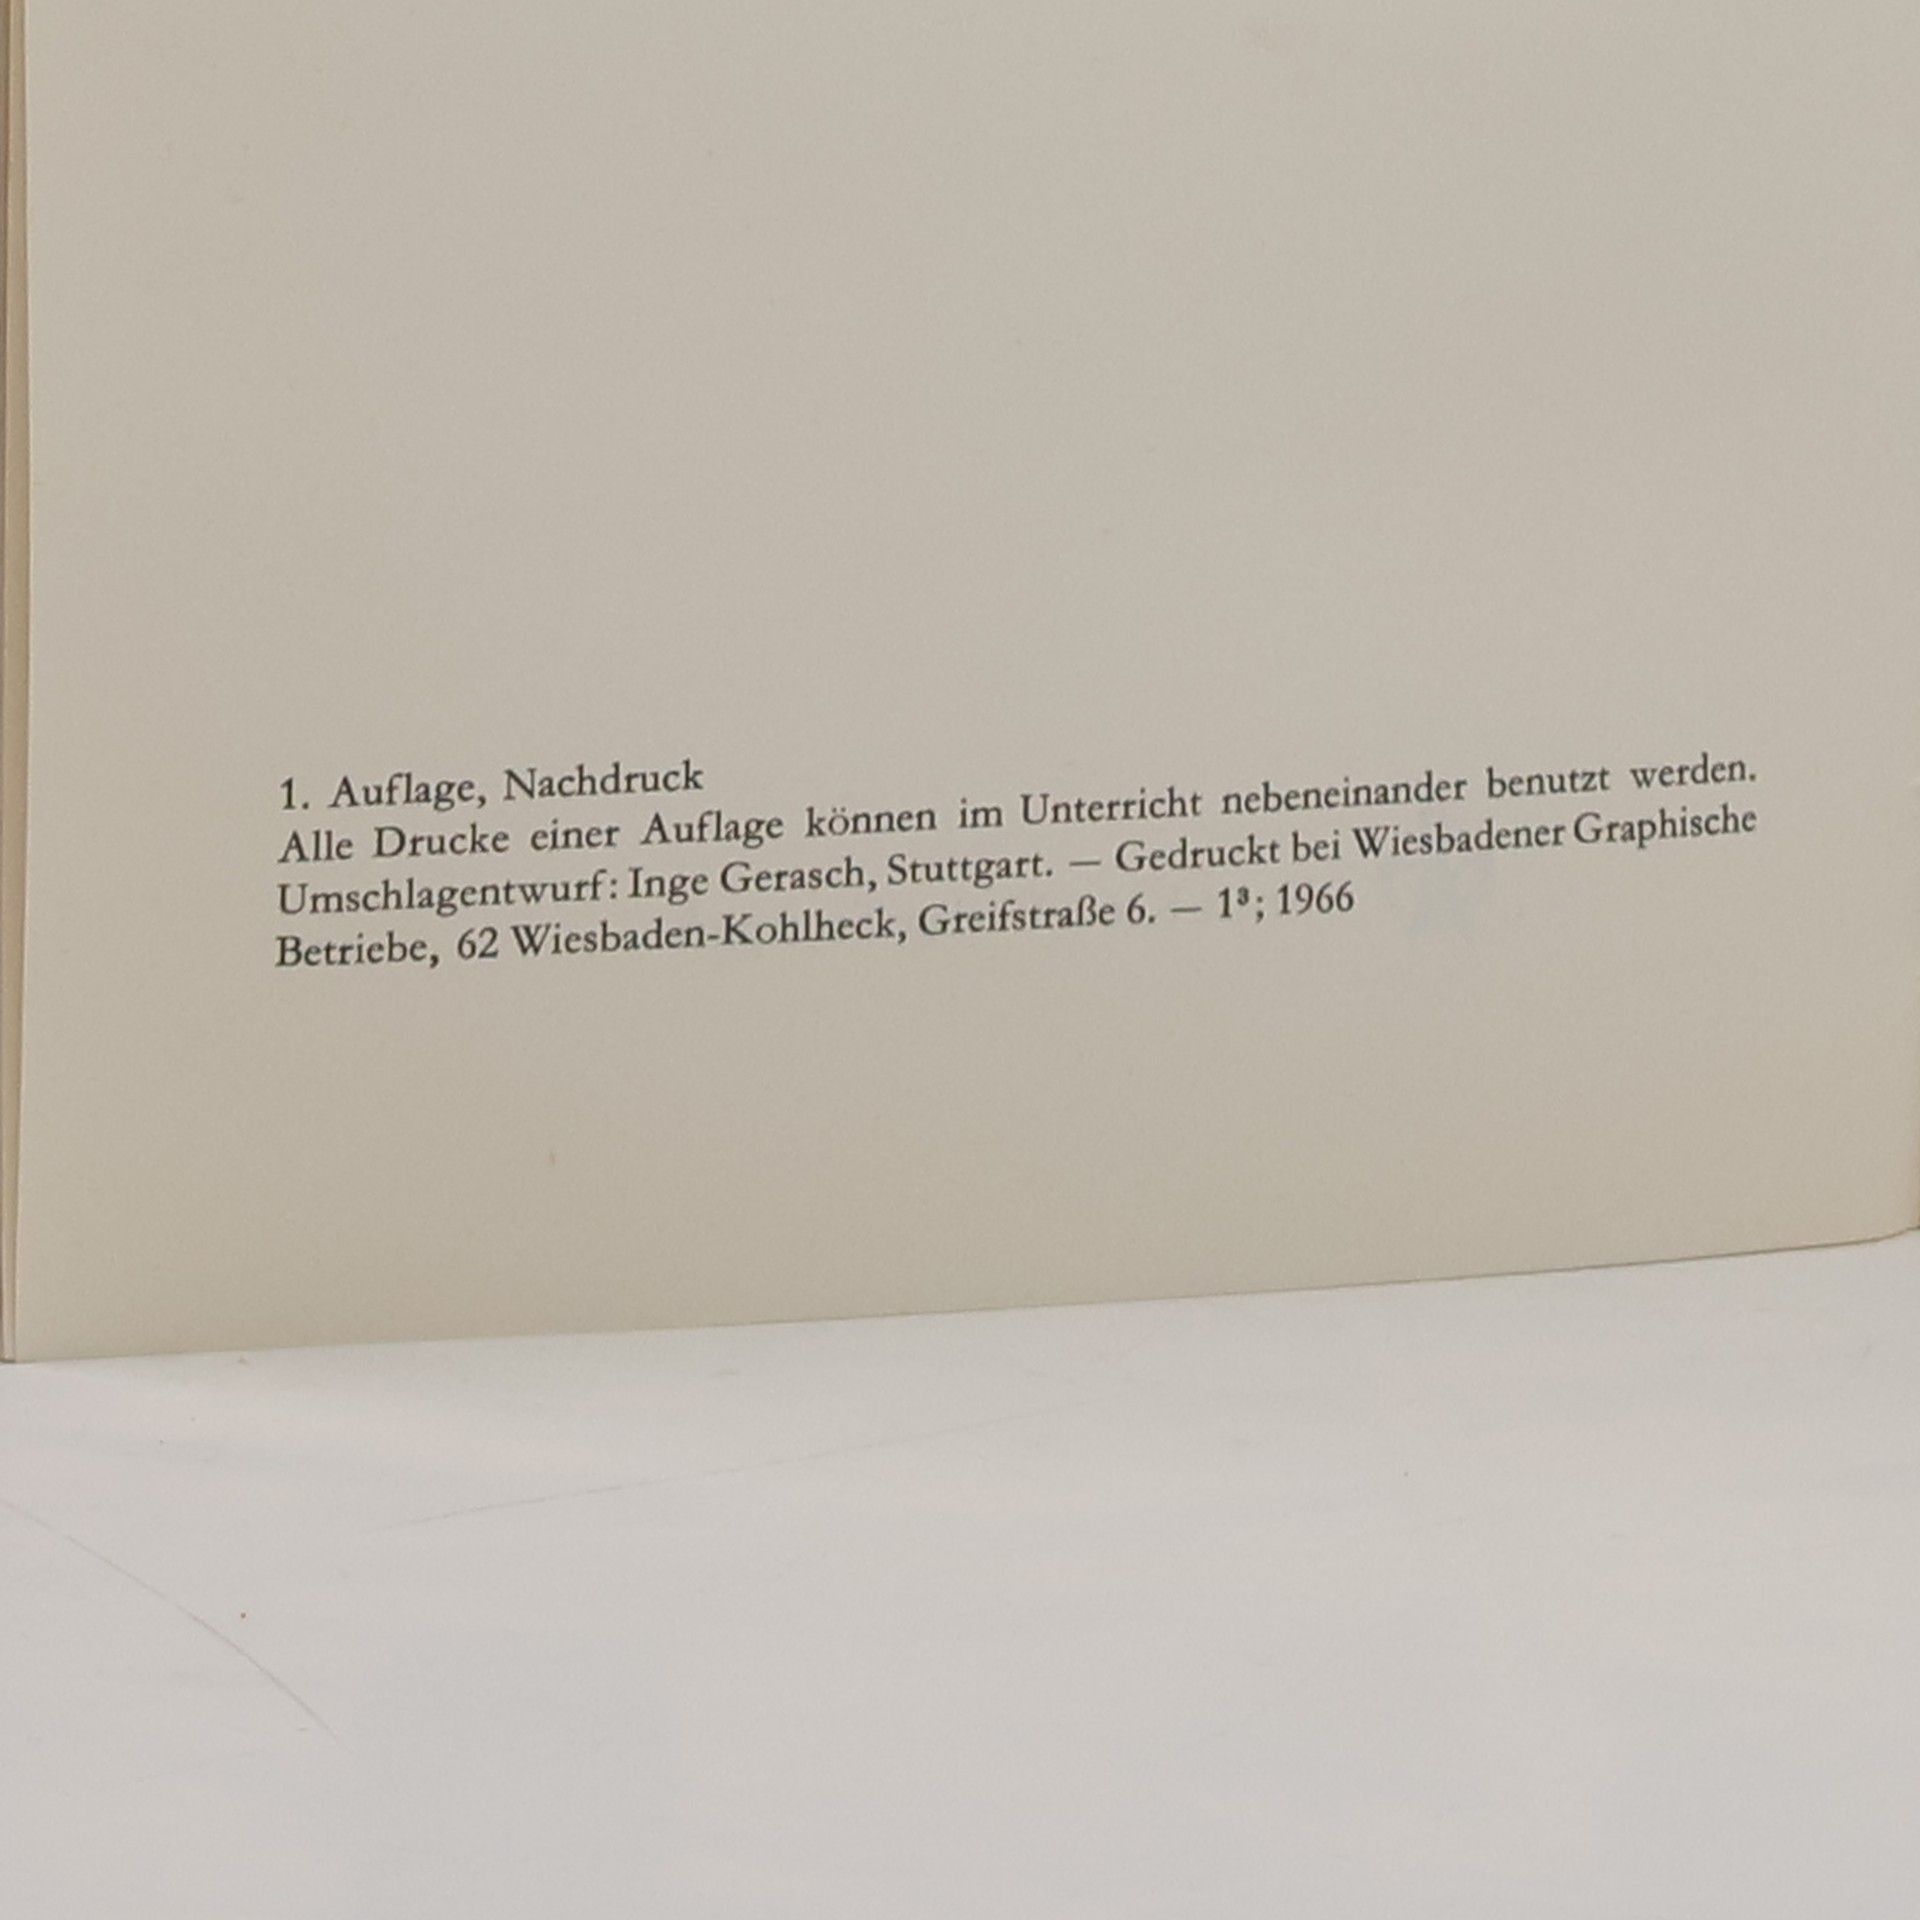 1. Auflage, Nachdruck
Alle Drucke einer Auflage können im Unterricht nebeneinander benutzt werden.
Umschlagentwurf: Inge Gerasch, Stuttgart. — Gedruckt bei Wiesbadener Graphische
Betriebe, 62 Wiesbaden-Kohlheck, Greifstraße 6. — 1³; 1966